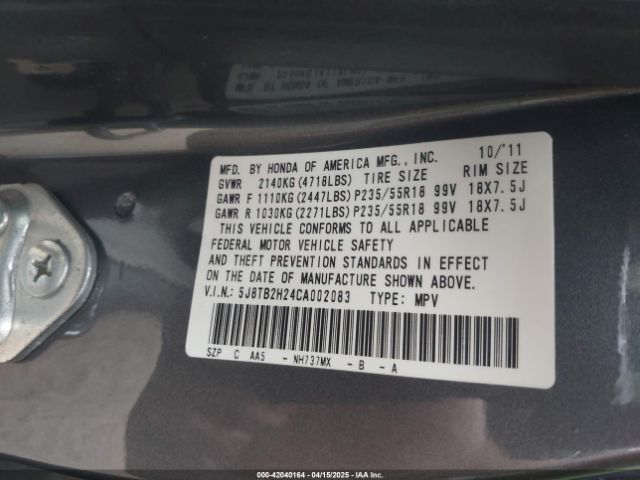 MFD. BY HONDA OF AMERICA MFG., INC. 10/'11
GVWR 2140KG(4718LBS) TIRE SIZE RIM SIZE
GAWR F 1110KG(2447LBS)P235/55R18 99V 18X7.5J
GAWR R 1030KG(2271LBS)P235/55R18 99V 18X7.5J
THIS VEHICLE CONFORMS TO ALL APPLICABLE
FEDERAL MOTOR VEHICLE SAFETY
AND THEFT PREVENTION STANDARDS IN EFFECT
ON THE DATE OF MANUFACTURE SHOWN ABOVE.
V.I.N.: 5J8TB2H24CA002083 TYPE: MPV
SZP C AA5 - NH737MX - B - A
000-42040164 - 04/15/2025 - IAAI.com